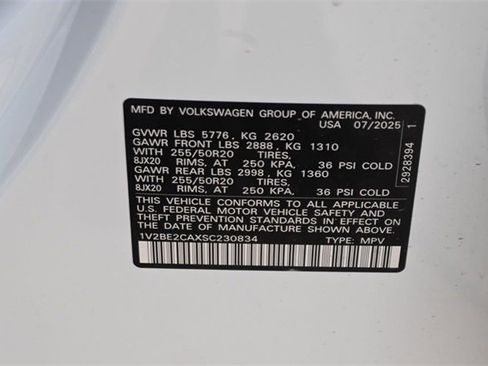 MFD BY VOLKSWAGEN GROUP OF AMERICA, INC.
USA 07/2025
GVWR LBS 5776 , KG 2620
GAWR FRONT LBS 2888 , KG 1310
WITH 255/50R20 TIRES,
8JX20 RIMS, AT 250 KPA, 36 PSI COLD
GAWR REAR LBS 2998 , KG 1360
WITH 255/50R20 TIRES,
8JX20 RIMS, AT 250 KPA, 36 PSI COLD
THIS VEHICLE CONFORMS TO ALL APPLICABLE
U.S. FEDERAL MOTOR VEHICLE SAFETY AND
THEFT PREVENTION STANDARDS IN EFFECT ON
THE DATE OF MANUFACTURE SHOWN ABOVE.
1V2BE2CAXSC230834 TYPE: MPV
2928394 1